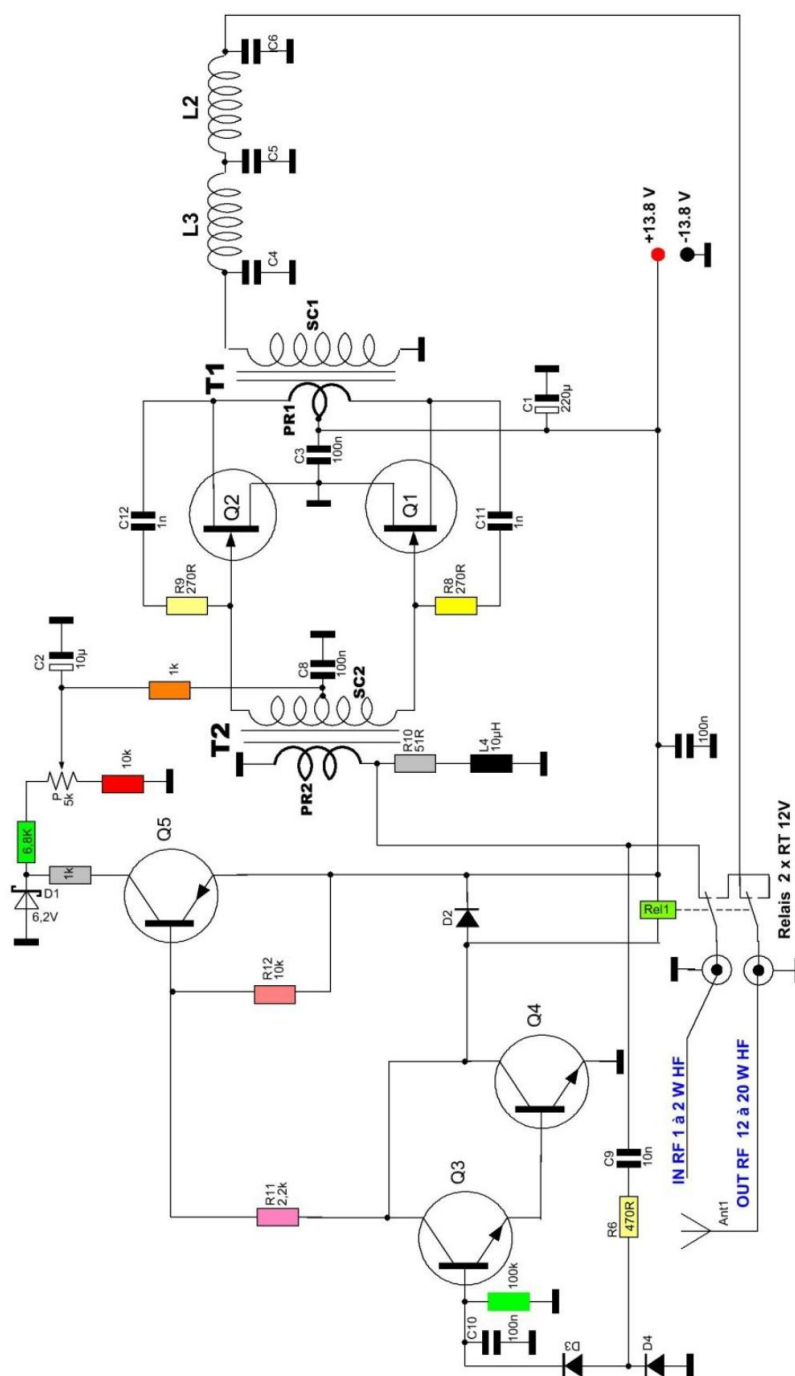 L2
C6
C5
L3
C4
+13.8 V
-13.8 V
SC1
T1
PR1
C1
220µ
C3
100n
C12
1n
Q2
Q1
C11
1n
R9
270R
R8
270R
C2
10µ
1k
C8
100n
SC2
T2
PR2
R10
51R
L4
10µH
100n
10k
P
5k
6.8K
1k
D1
6,2V
Q5
R12
10k
D2
Rel1
Relais 2 x RT 12V
Q4
Q3
R11
2,2k
IN RF 1 à 2 W HF
OUT RF 12 à 20 W HF
C9
10n
R6
470R
Ant1
100k
C10
100n
D3
D4